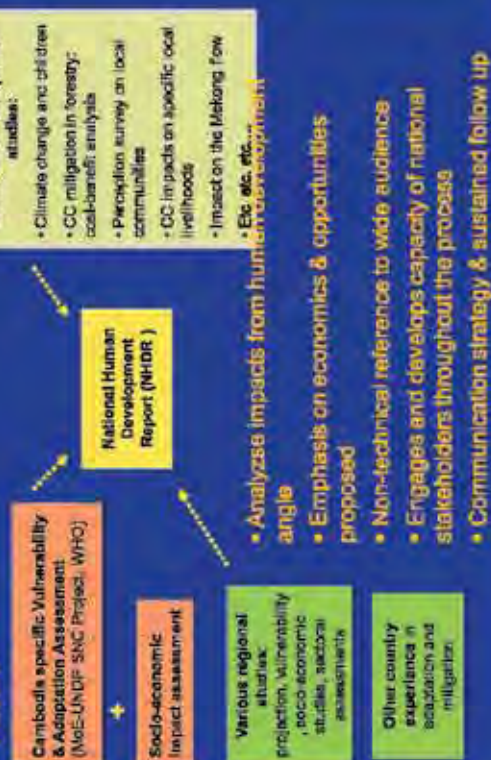 Cambodia specific Vulnerability
& Adaptation Assessment
(MoE-UNDP SNC Project, WHO)
+
Socio-economic
Impact assessment
Various regional
studies:
projection, vulnerability
, socio-economic
studies, sectoral
assessments
Other country
experience in
adaptation and
mitigation
National Human
Development
Report (NHDR )
studies:
• Climate change and children
• CC mitigation in forestry:
cost-benefit analysis
• Perception survey on local
communities
• CC impacts on specific local
livelihoods
• Impact on the Mekong flow
• Etc. etc. etc.
• Analyzse impacts from human development
angle
• Emphasis on economics & opportunities
proposed
• Non-technical reference to wide audience
• Engages and develops capacity of national
stakeholders throughout the process
• Communication strategy & sustained follow up